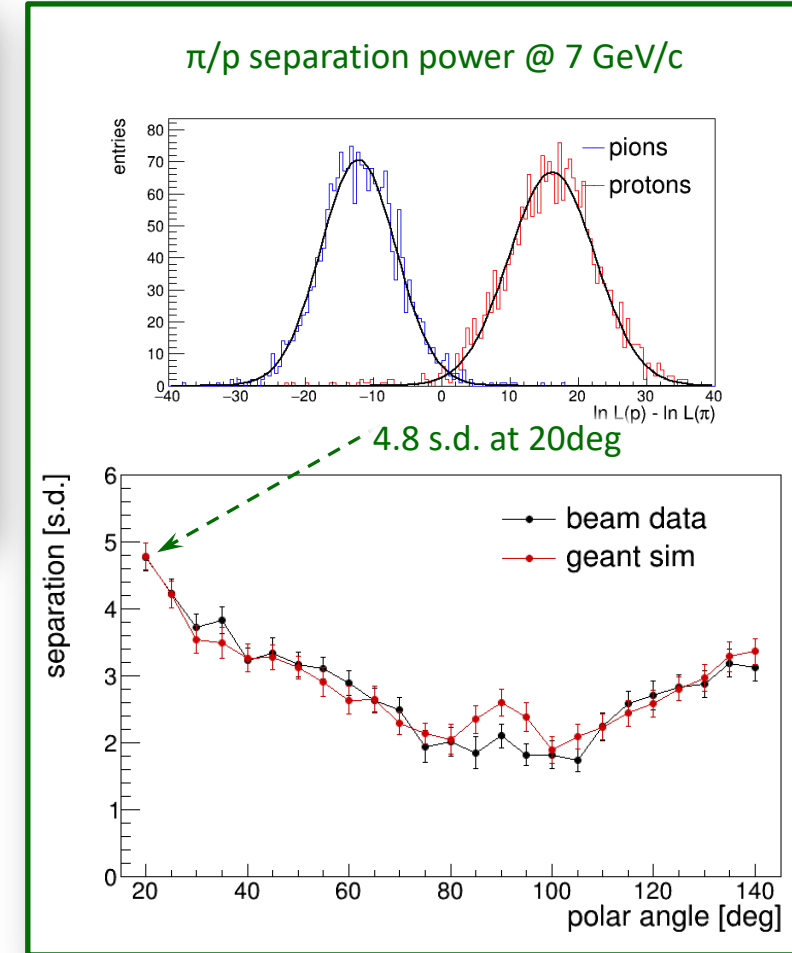 π/p separation power @ 7 GeV/c
entries
80
70
60
50
40
30
20
10
0
pions
protons
−40 −30 −20 −10 0 10 20 30 40
ln L(p) - ln L(π)
4.8 s.d. at 20deg
separation [s.d.]
6
5
4
3
2
1
0
beam data
geant sim
20 40 60 80 100 120 140
polar angle [deg]